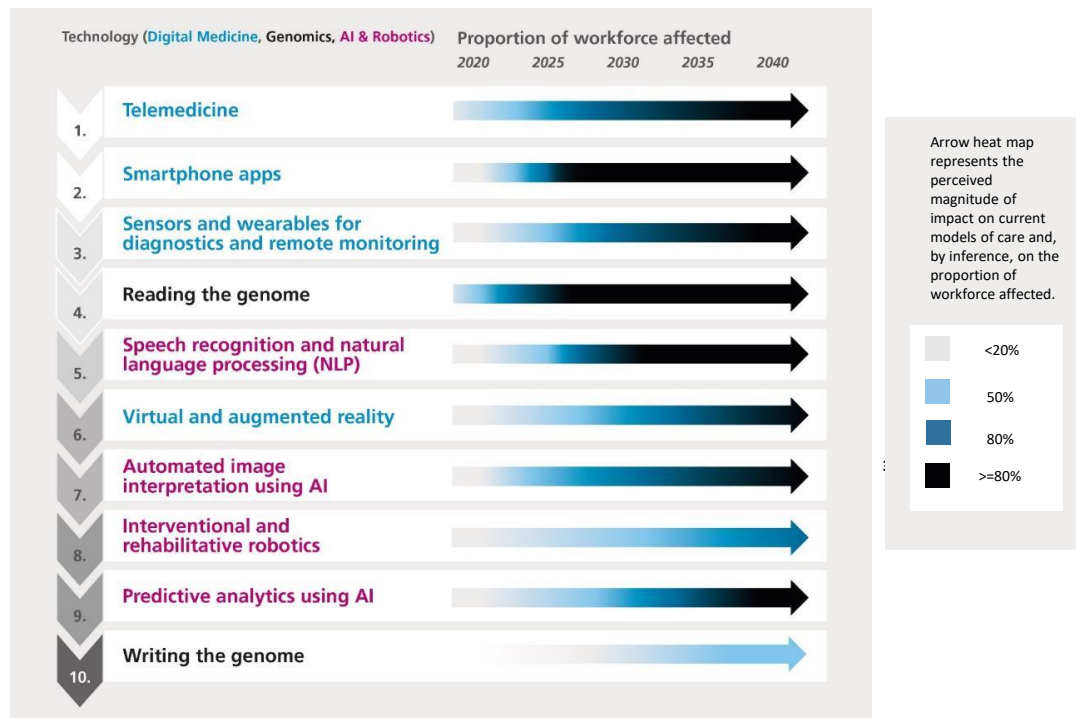 Technology (Digital Medicine, Genomics, AI & Robotics)
Proportion of workforce affected
2020 2025 2030 2035 2040
1.
Telemedicine
2.
Smartphone apps
3.
Sensors and wearables for
diagnostics and remote monitoring
4.
Reading the genome
5.
Speech recognition and natural
language processing (NLP)
6.
Virtual and augmented reality
7.
Automated image
interpretation using AI
8.
Interventional and
rehabilitative robotics
9.
Predictive analytics using AI
10.
Writing the genome
Arrow heat map
represents the
perceived
magnitude of
impact on current
models of care and,
by inference, on the
proportion of
workforce affected.
<20%
50%
80%
>=80%